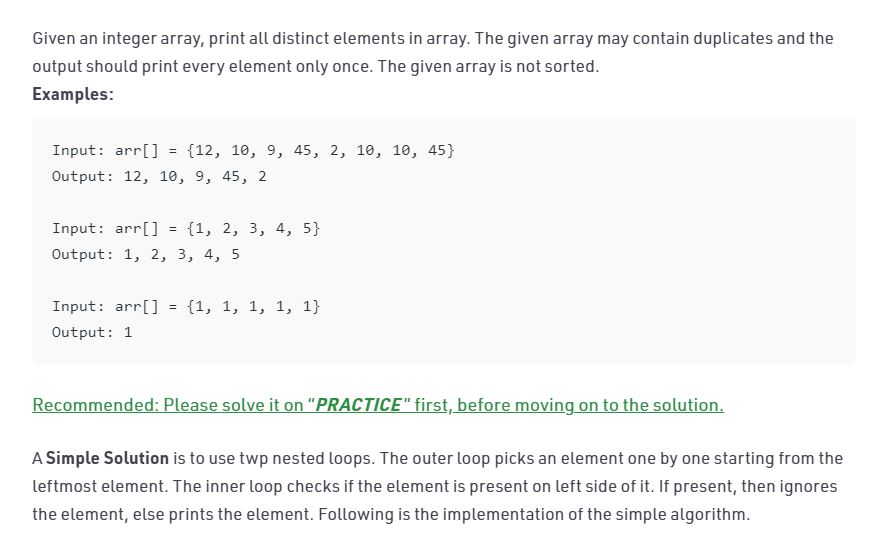 Given an integer array, print all distinct elements in array. The given array may contain duplicates and the
output should print every element only once. The given array is not sorted.
Examples:
Input: arr[] = {12, 10, 9, 45, 2, 10, 10, 45}
Output: 12, 10, 9, 45, 2
Input: arr[] = {1, 2, 3, 4, 5}
Output: 1, 2, 3, 4, 5
Input: arr[] = {1, 1, 1, 1, 1}
Output: 1
Recommended: Please solve it on "PRACTICE" first, before moving on to the solution.
A Simple Solution is to use twp nested loops. The outer loop picks an element one by one starting from the
leftmost element. The inner loop checks if the element is present on left side of it. If present, then ignores
the element, else prints the element. Following is the implementation of the simple algorithm.